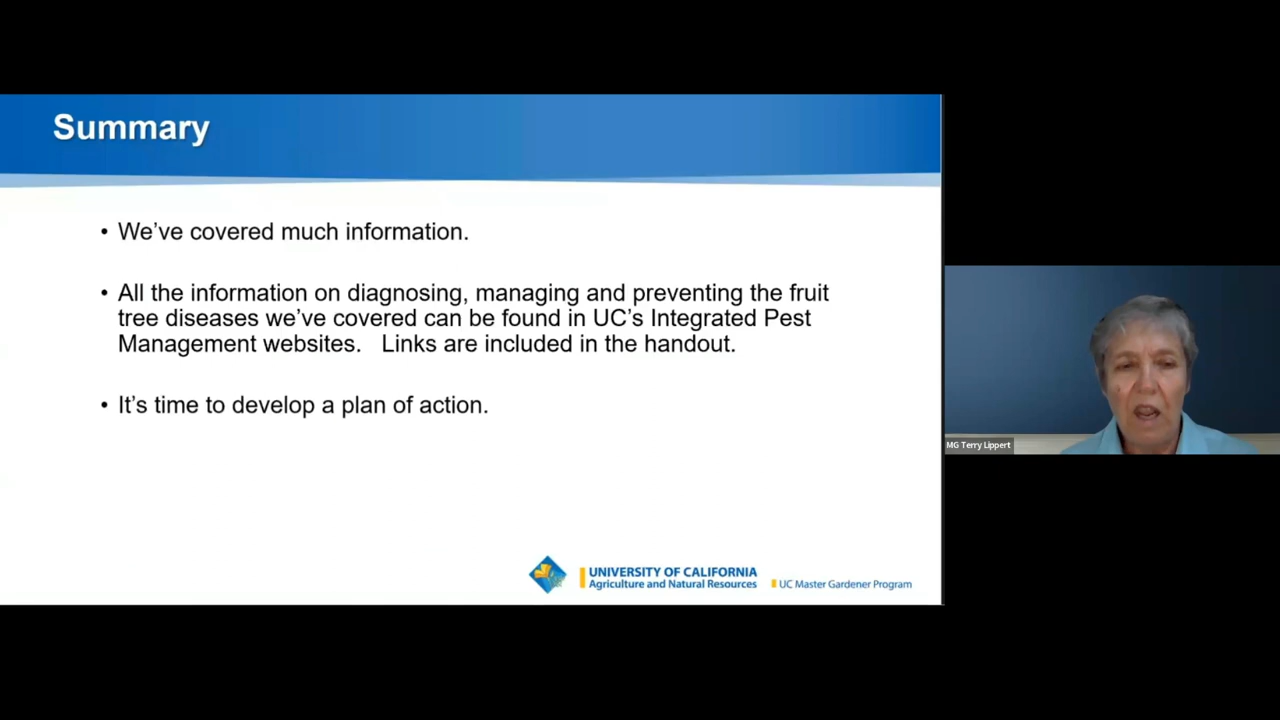 Summary
• We've covered much information.
• All the information on diagnosing, managing and preventing the fruit
tree diseases we've covered can be found in UC's Integrated Pest
Management websites. Links are included in the handout.
• It's time to develop a plan of action.
UNIVERSITY OF CALIFORNIA
Agriculture and Natural Resources
UC Master Gardener Program
MG Terry Lippert